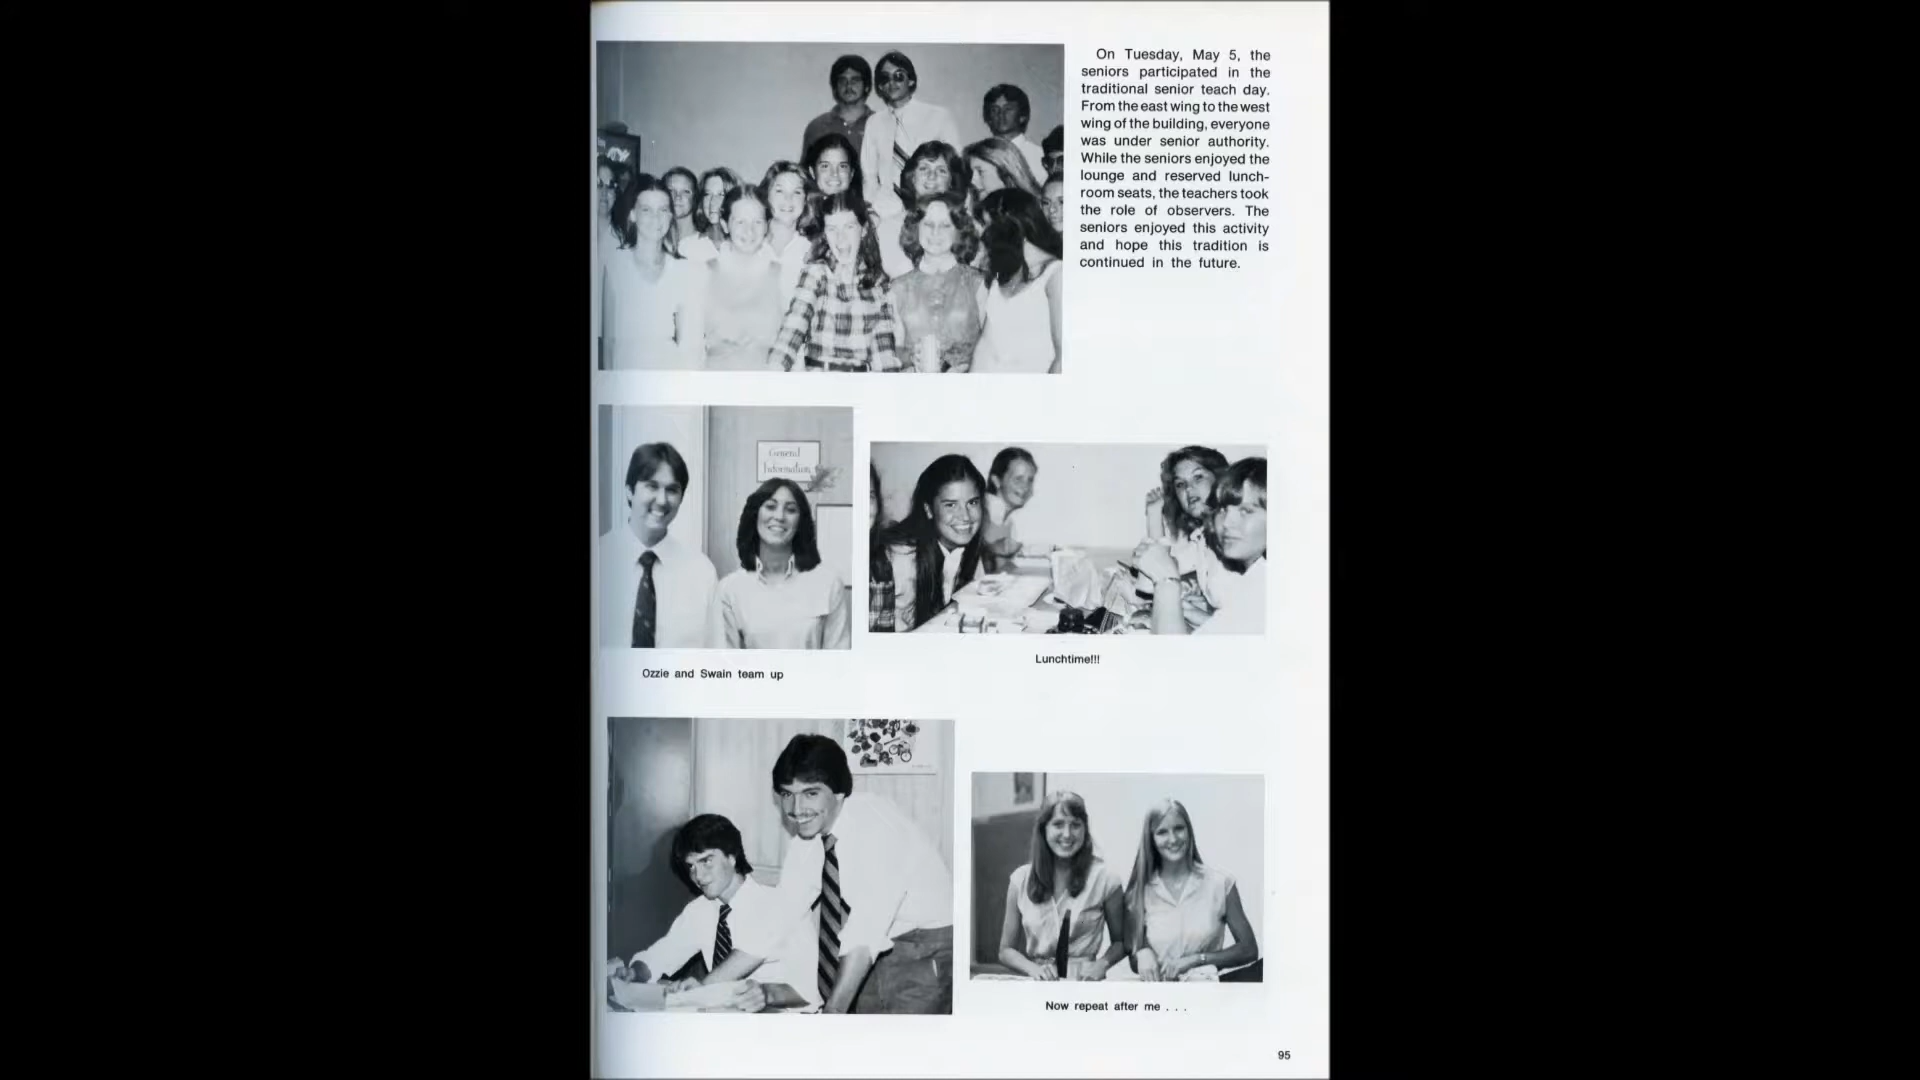 On Tuesday, May 5, the
seniors participated in the
traditional senior teach day.
From the east wing to the west
wing of the building, everyone
was under senior authority.
While the seniors enjoyed the
lounge and reserved lunch-
room seats, the teachers took
the role of observers. The
seniors enjoyed this activity
and hope this tradition is
continued in the future.
General
Information
Ozzie and Swain team up
Lunchtime!!!
Now repeat after me . . .
95